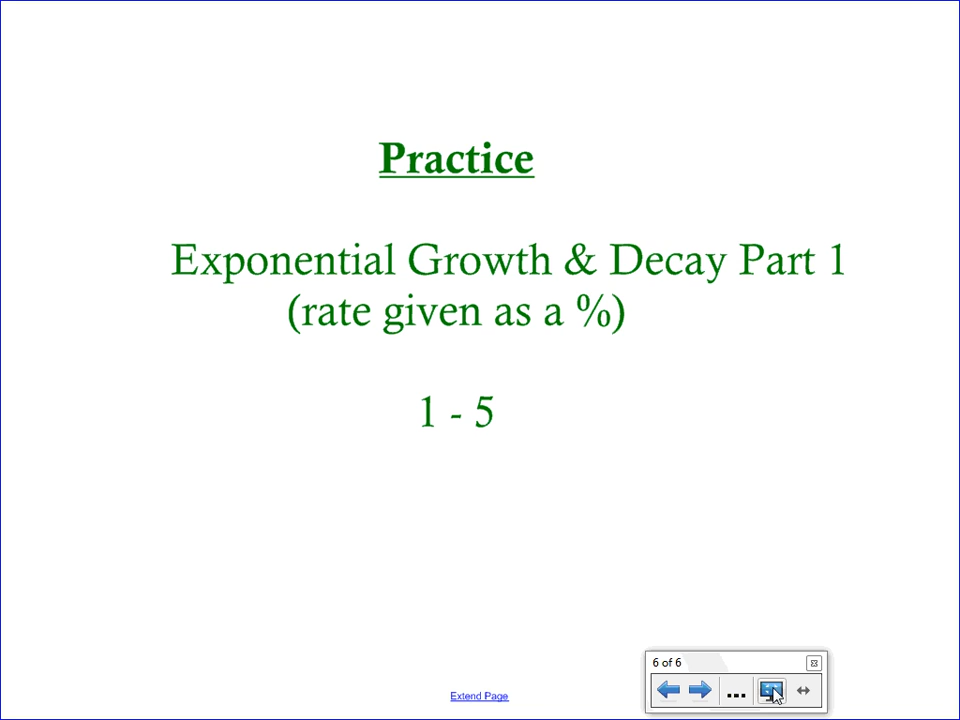 Practice
Exponential Growth & Decay Part 1
(rate given as a %)
1 - 5
6 of 6
Extend Page